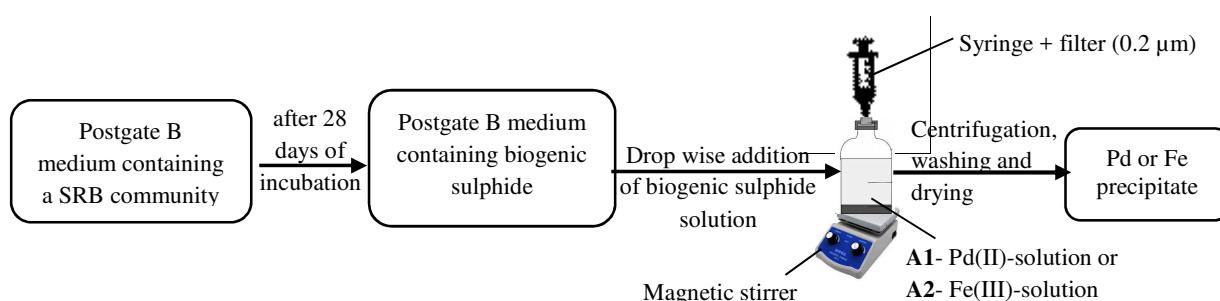 Postgate B
medium containing
a SRB community
after 28
days of
incubation
Postgate B medium
containing biogenic
sulphide
Drop wise addition
of biogenic sulphide
solution
Syringe + filter (0.2 µm)
Magnetic stirrer
Centrifugation,
washing and
drying
A1- Pd(II)-solution or
A2- Fe(III)-solution
Pd or Fe
precipitate